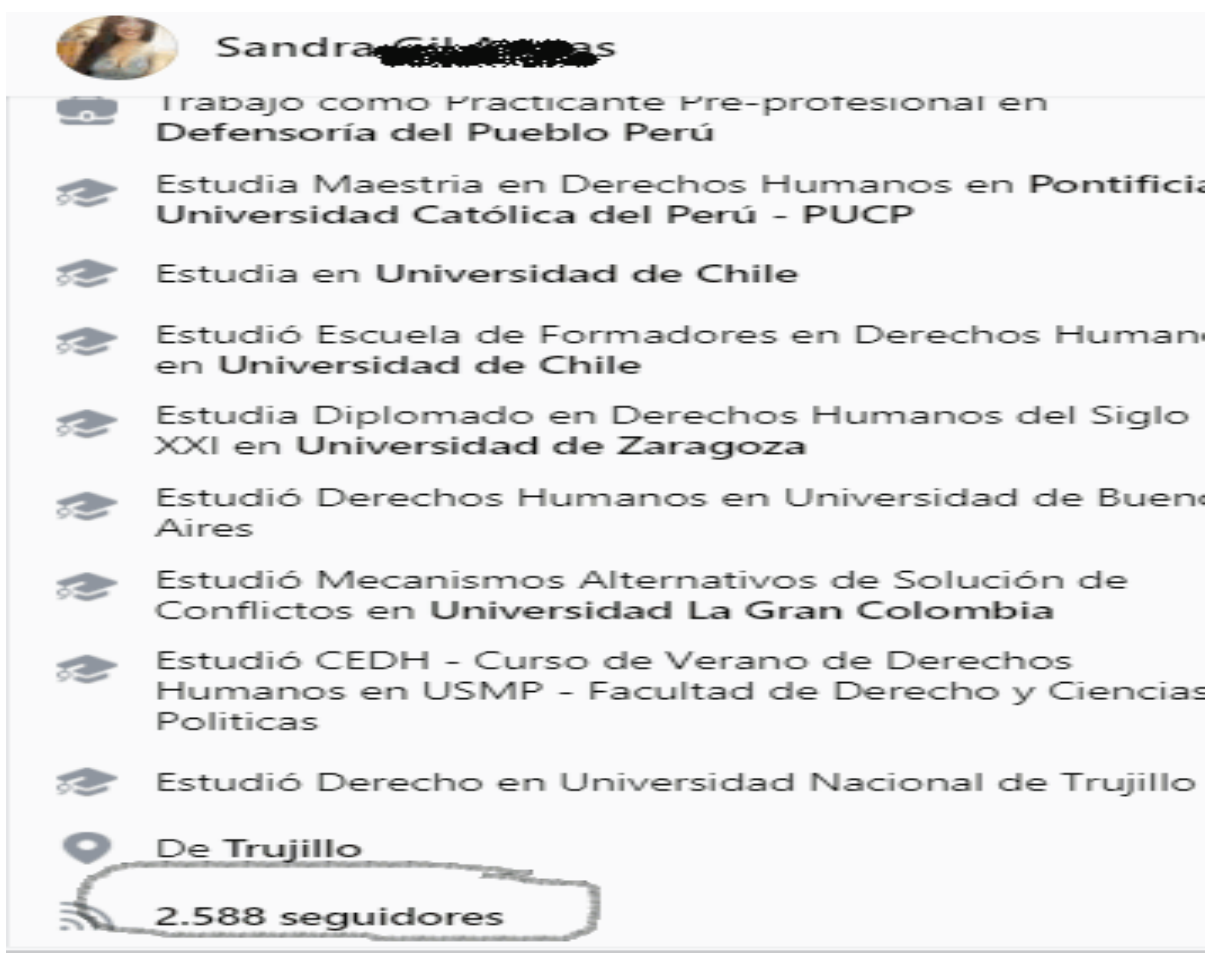 Sandra
Trabajo como Practicante Pre-profesional en
Defensoría del Pueblo Perú
Estudia Maestria en Derechos Humanos en Pontificia
Universidad Católica del Perú - PUCP
Estudia en Universidad de Chile
Estudió Escuela de Formadores en Derechos Human
en Universidad de Chile
Estudia Diplomado en Derechos Humanos del Siglo
XXI en Universidad de Zaragoza
Estudió Derechos Humanos en Universidad de Buen
Aires
Estudió Mecanismos Alternativos de Solución de
Conflictos en Universidad La Gran Colombia
Estudió CEDH - Curso de Verano de Derechos
Humanos en USMP - Facultad de Derecho y Ciencias
Politicas
Estudió Derecho en Universidad Nacional de Trujillo
De Trujillo
2.588 seguidores